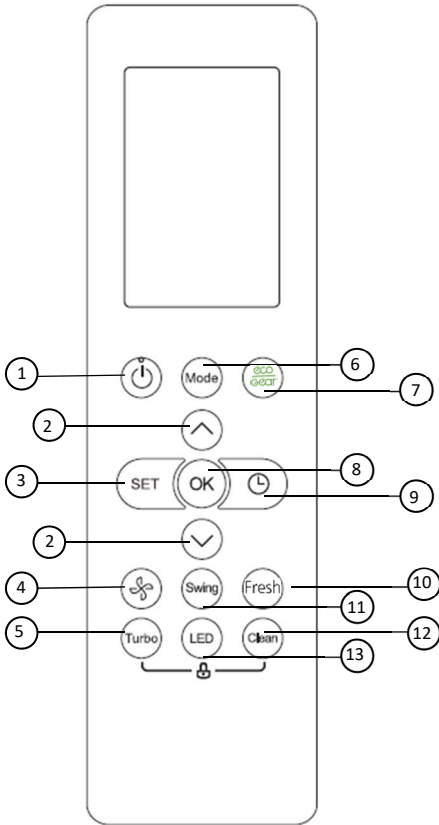 1
6
Mode
eco
Gear
7
2
8
3
SET
OK
9
2
4
Swing
Fresh
10
11
5
Turbo
LED
Clean
12
13